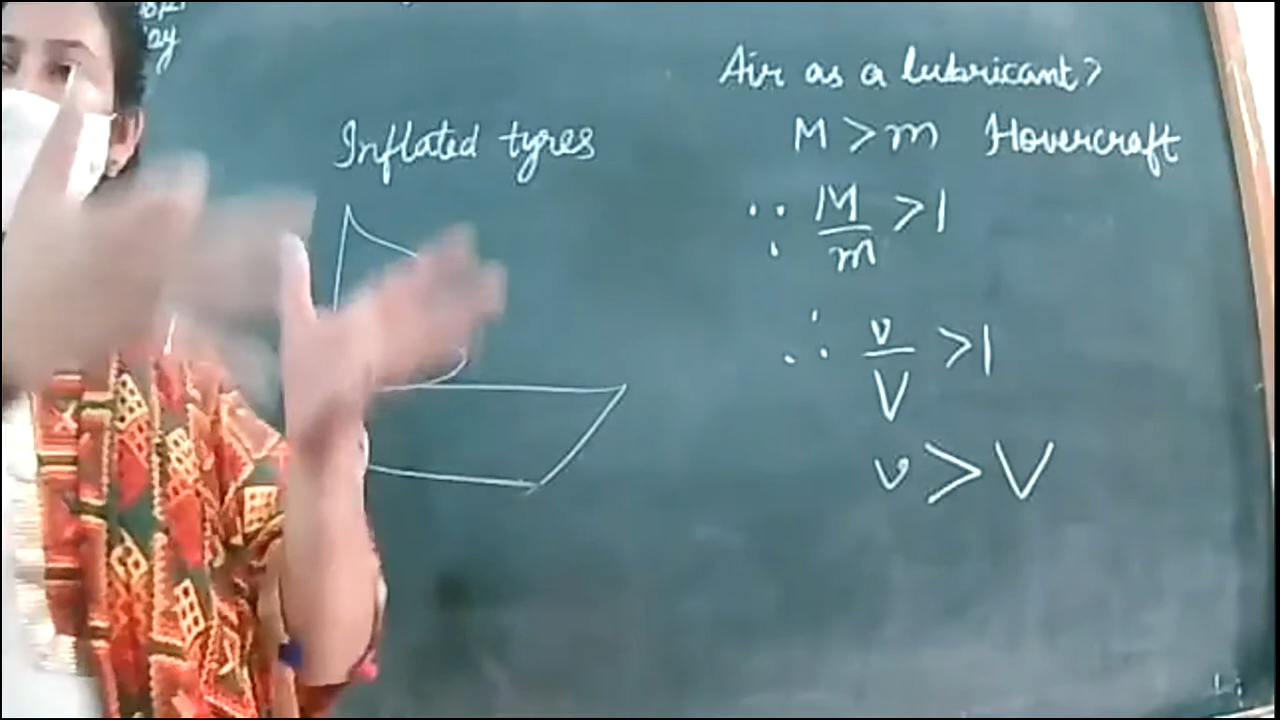 Inflated tyres
Air as a lubricant?
M > m Hovercraft
∵ M/m > 1
∴ v/V > 1
v > V